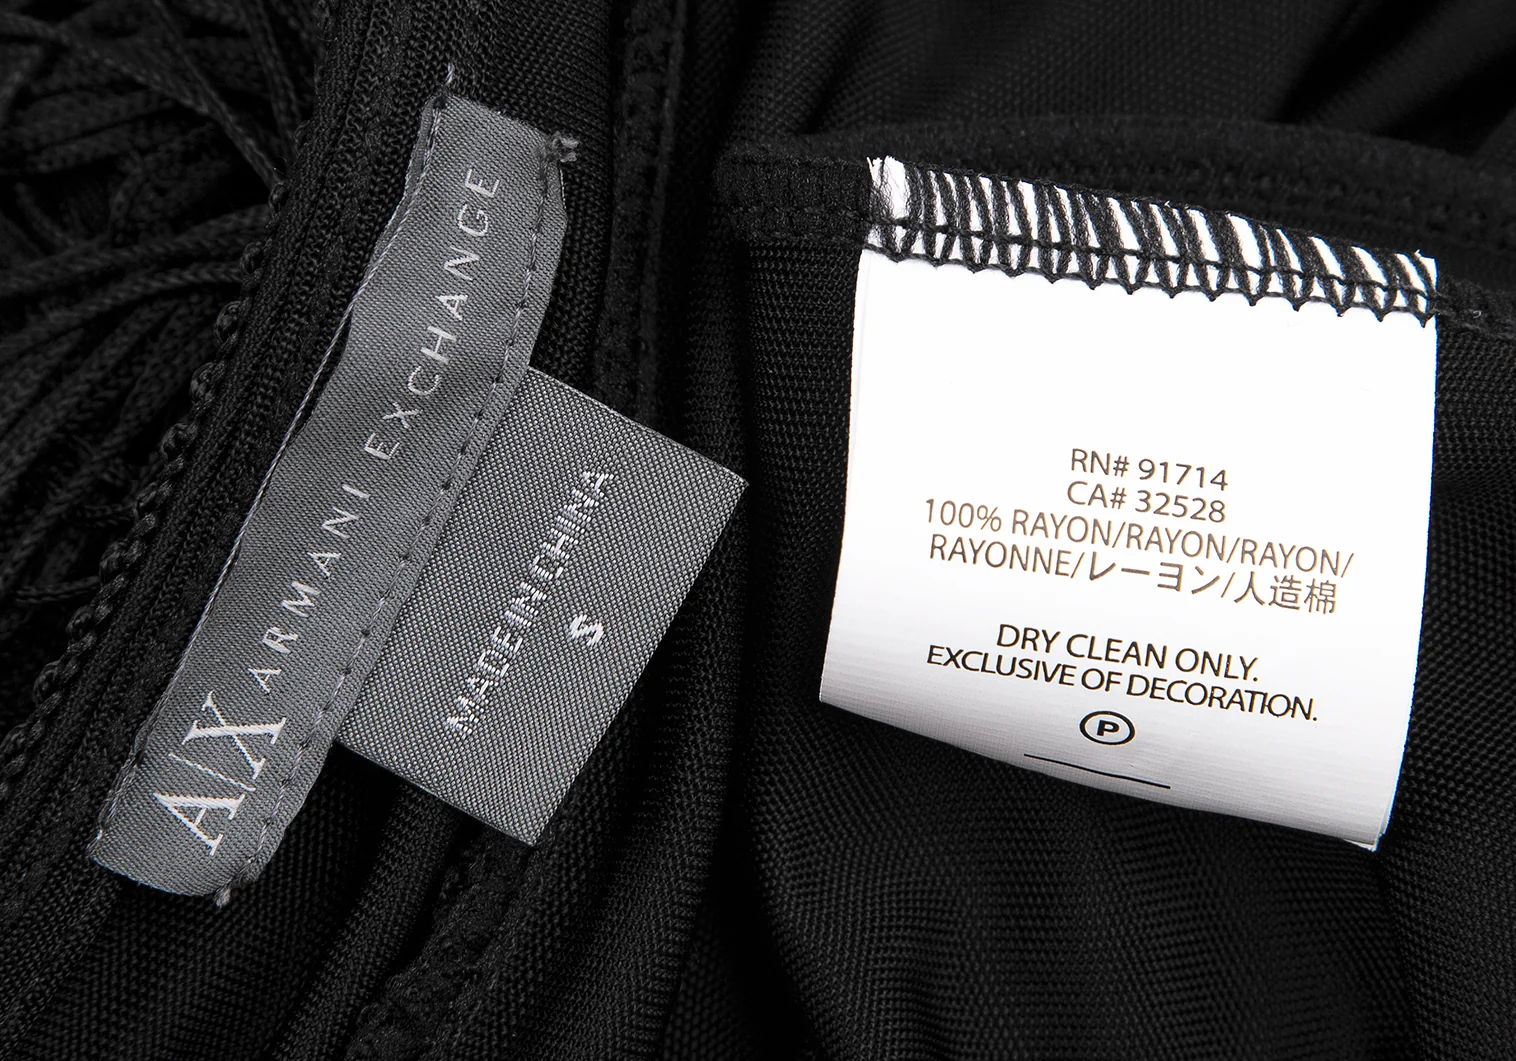 A|X ARMANI EXCHANGE
MADE IN CHINA
S
RN# 91714
CA# 32528
100% RAYON/RAYON/RAYON/
RAYONNE/レーヨン/人造棉
DRY CLEAN ONLY.
EXCLUSIVE OF DECORATION.
P